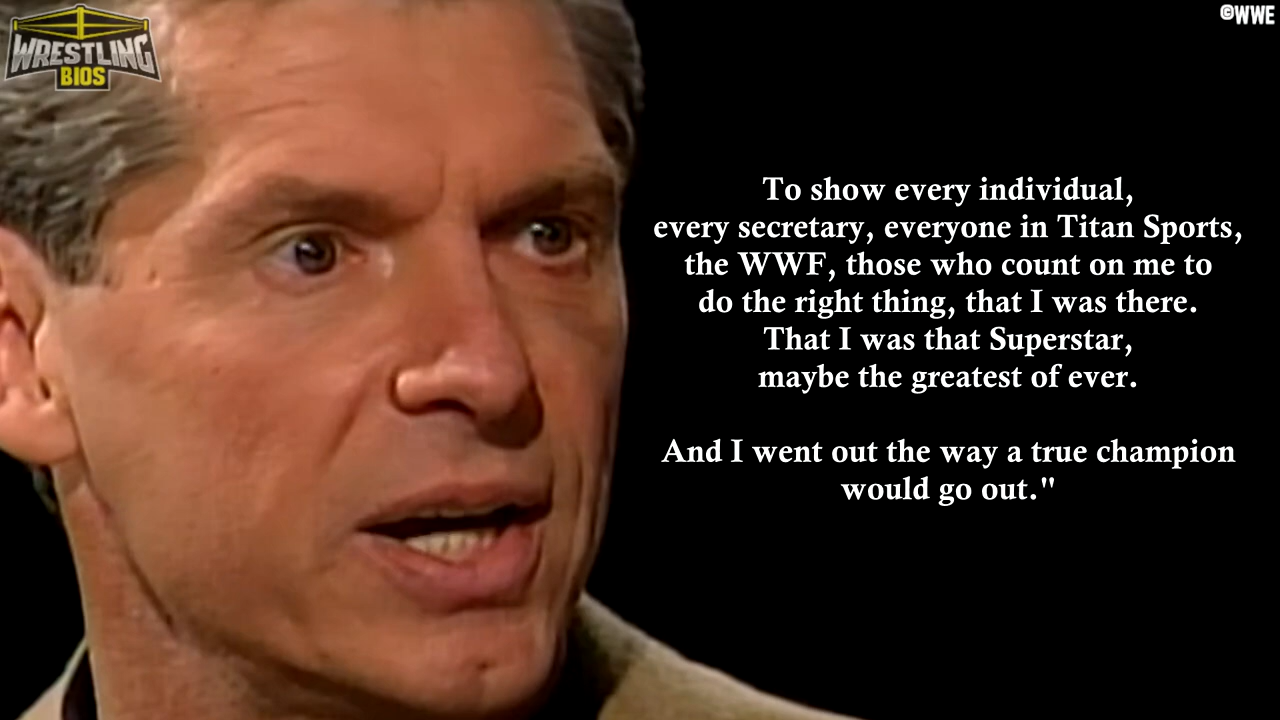 WRESTLING
BIOS
©WWE
To show every individual,
every secretary, everyone in Titan Sports,
the WWF, those who count on me to
do the right thing, that I was there.
That I was that Superstar,
maybe the greatest of ever.
And I went out the way a true champion
would go out."